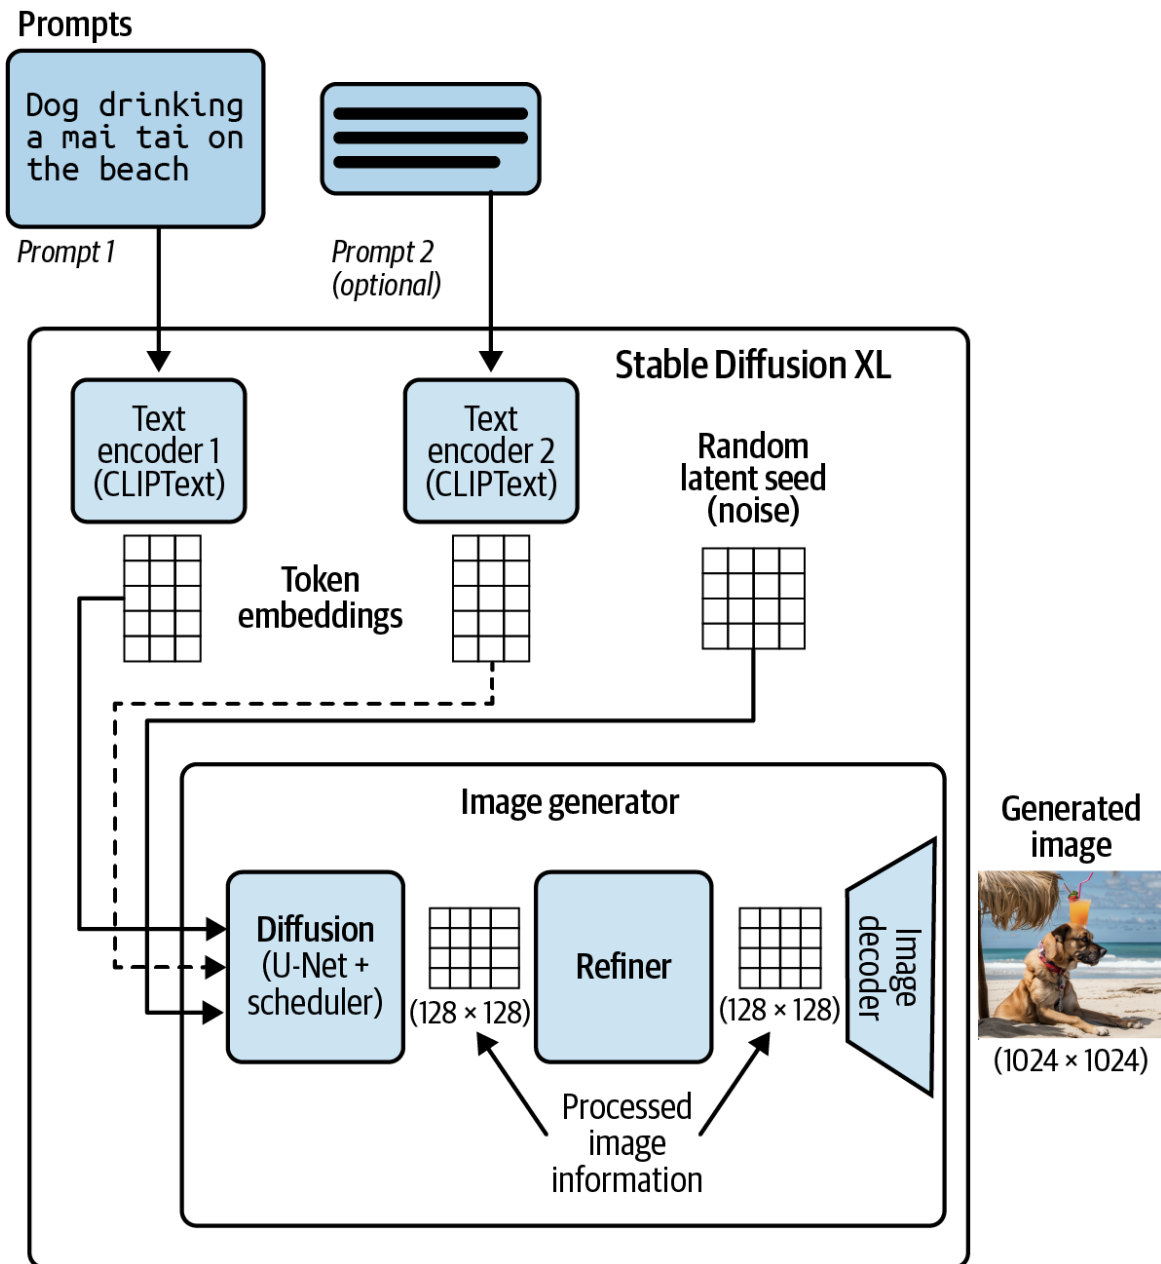 Prompts
Dog drinking
a mai tai on
the beach
Prompt 1
Prompt 2
(optional)
Stable Diffusion XL
Text
encoder 1
(CLIPText)
Text
encoder 2
(CLIPText)
Random
latent seed
(noise)
Token
embeddings
Image generator
Diffusion
(U-Net +
scheduler)
(128 × 128)
Refiner
(128 × 128)
Image
decoder
Processed
image
information
Generated
image
(1024 × 1024)